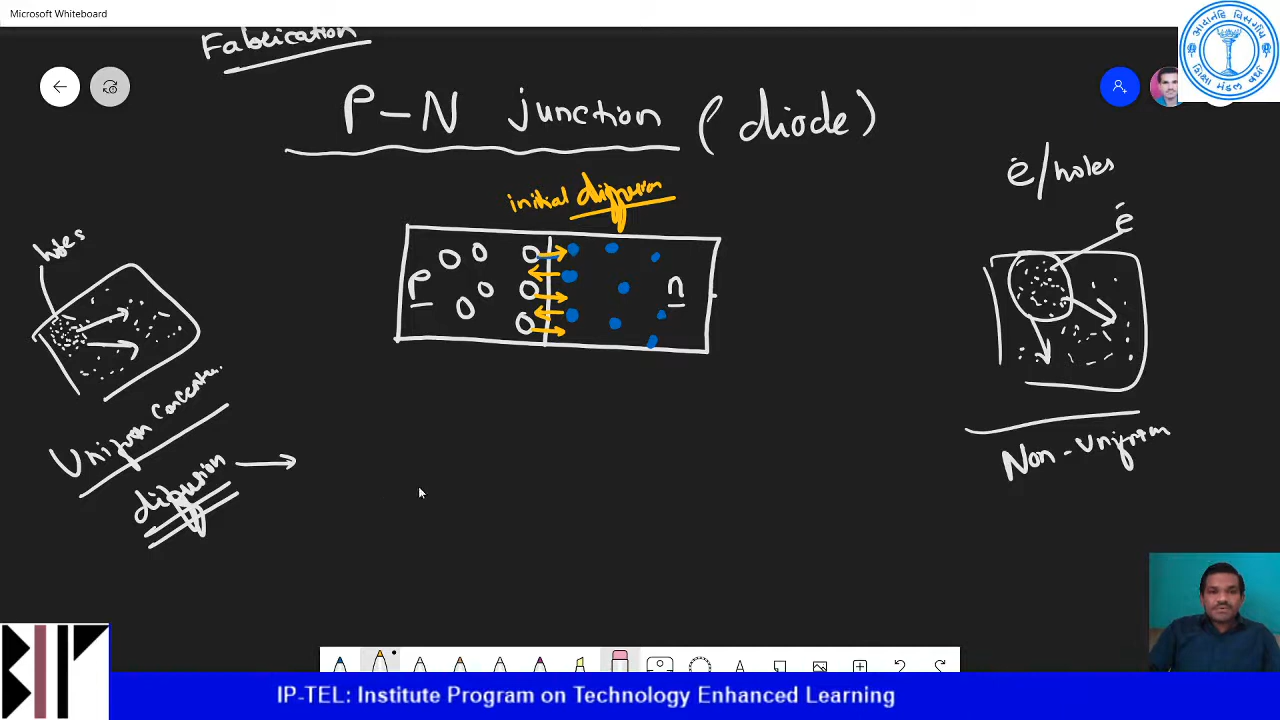 Microsoft Whiteboard
Fabrication
P-N junction (diode)
initial diffusion
p
n
holes
Uniform Concentra.
diffusion →
e/holes
e
Non-Uniform
IP-TEL: Institute Program on Technology Enhanced Learning